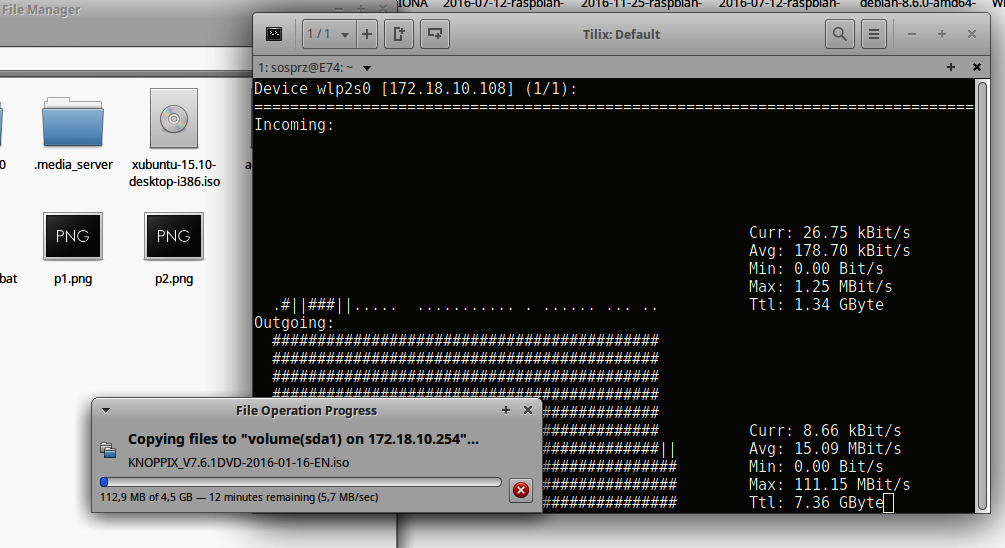 File Manager
IONA 2016-07-12-raspbian- 2016-11-25-raspbian- 2016-07-12-raspbian- debian-8.6.0-amd64-
1 / 1
Tilix: Default
1: sosprz@E74: ~
Device wlp2s0 [172.18.10.108] (1/1):
================================================================================
Incoming:
0
.media_server
xubuntu-15.10-
desktop-i386.iso
bat
PNG
p1.png
PNG
p2.png
Curr: 26.75 kBit/s
Avg: 178.70 kBit/s
Min: 0.00 Bit/s
Max: 1.25 MBit/s
.#||###||..... ........... . ...... ... .. Ttl: 1.34 GByte
Outgoing:
###########################################
###########################################
###########################################
###########################################
Curr: 8.66 kBit/s
Avg: 15.09 MBit/s
Min: 0.00 Bit/s
Max: 111.15 MBit/s
Ttl: 7.36 GByte
File Operation Progress
Copying files to "volume(sda1) on 172.18.10.254"...
KNOPPIX_V7.6.1DVD-2016-01-16-EN.iso
112,9 MB of 4,5 GB — 12 minutes remaining (5,7 MB/sec)